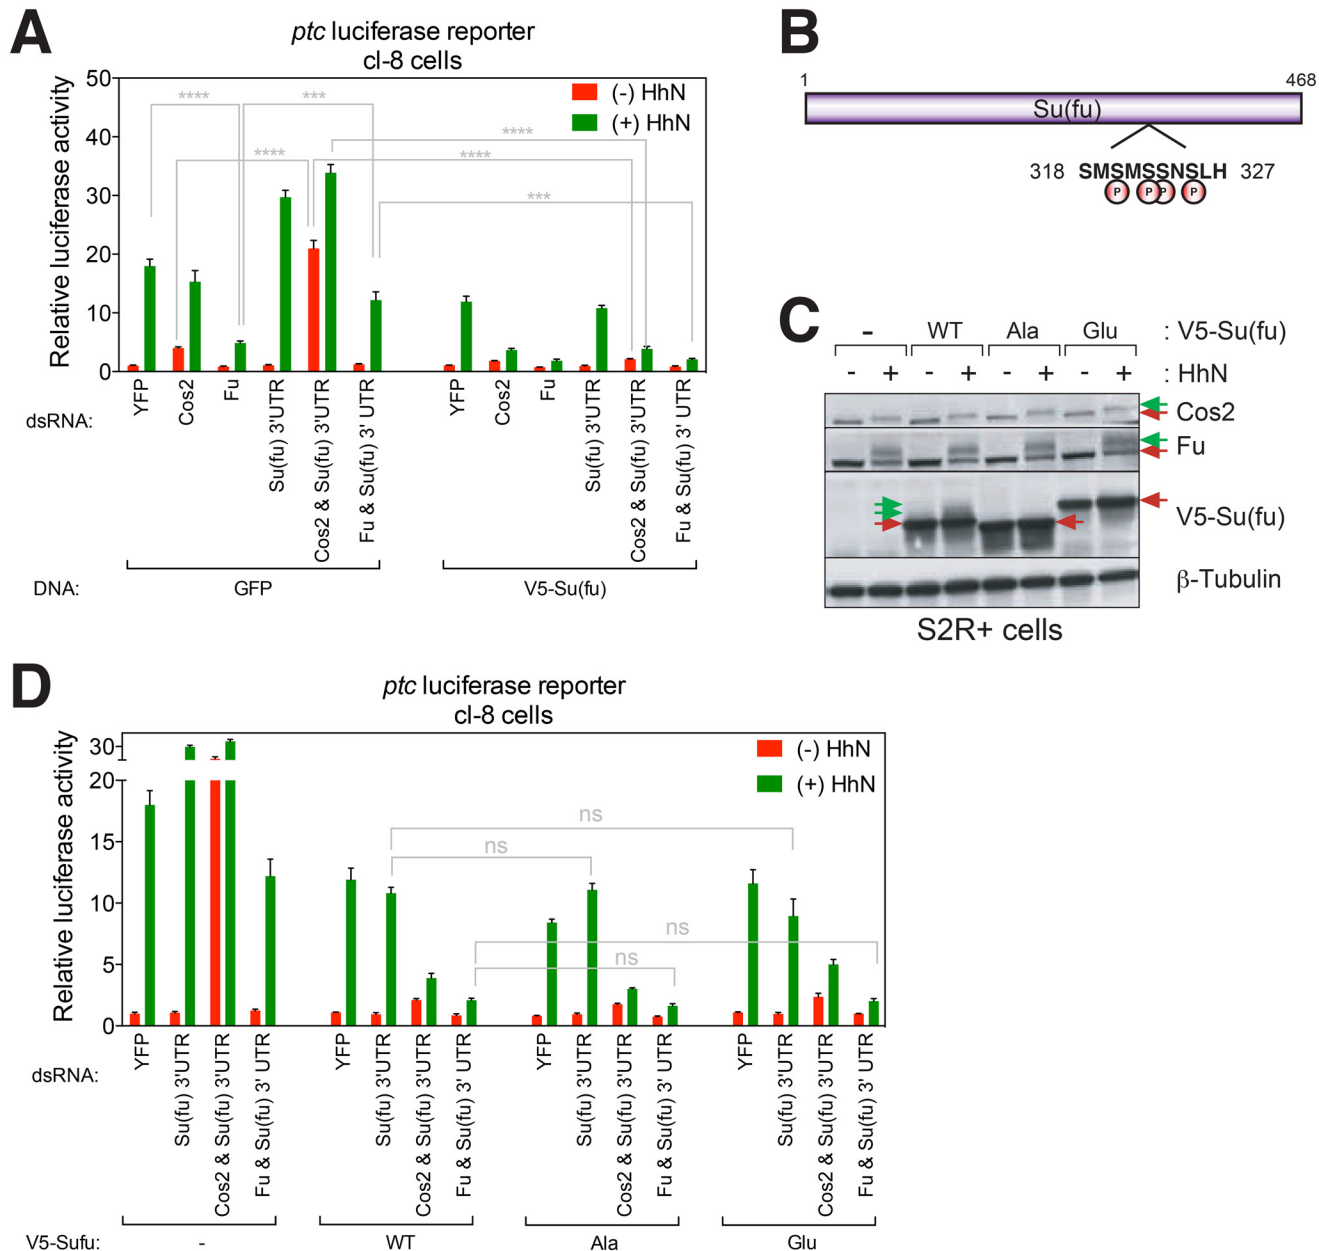 A
ptc luciferase reporter
cl-8 cells
Relative luciferase activity
50
40
30
20
10
0
(-) HhN
(+) HhN
****
***
****
****
****
***
dsRNA:
YFP
Cos2
Fu
Su(fu) 3'UTR
Cos2 & Su(fu) 3'UTR
Fu & Su(fu) 3' UTR
YFP
Cos2
Fu
Su(fu) 3'UTR
Cos2 & Su(fu) 3'UTR
Fu & Su(fu) 3' UTR
DNA:
GFP
V5-Su(fu)
B
1
468
Su(fu)
318 SMSMSSNSLH 327
P P P P
C
- WT Ala Glu : V5-Su(fu)
- + - + - + - + : HhN
Cos2
Fu
V5-Su(fu)
β-Tubulin
S2R+ cells
D
ptc luciferase reporter
cl-8 cells
Relative luciferase activity
30
20
15
10
5
0
(-) HhN
(+) HhN
ns
ns
ns
ns
dsRNA:
YFP
Su(fu) 3'UTR
Cos2 & Su(fu) 3'UTR
Fu & Su(fu) 3' UTR
YFP
Su(fu) 3'UTR
Cos2 & Su(fu) 3'UTR
Fu & Su(fu) 3' UTR
YFP
Su(fu) 3'UTR
Cos2 & Su(fu) 3'UTR
Fu & Su(fu) 3' UTR
YFP
Su(fu) 3'UTR
Cos2 & Su(fu) 3'UTR
Fu & Su(fu) 3' UTR
V5-Sufu:
-
WT
Ala
Glu